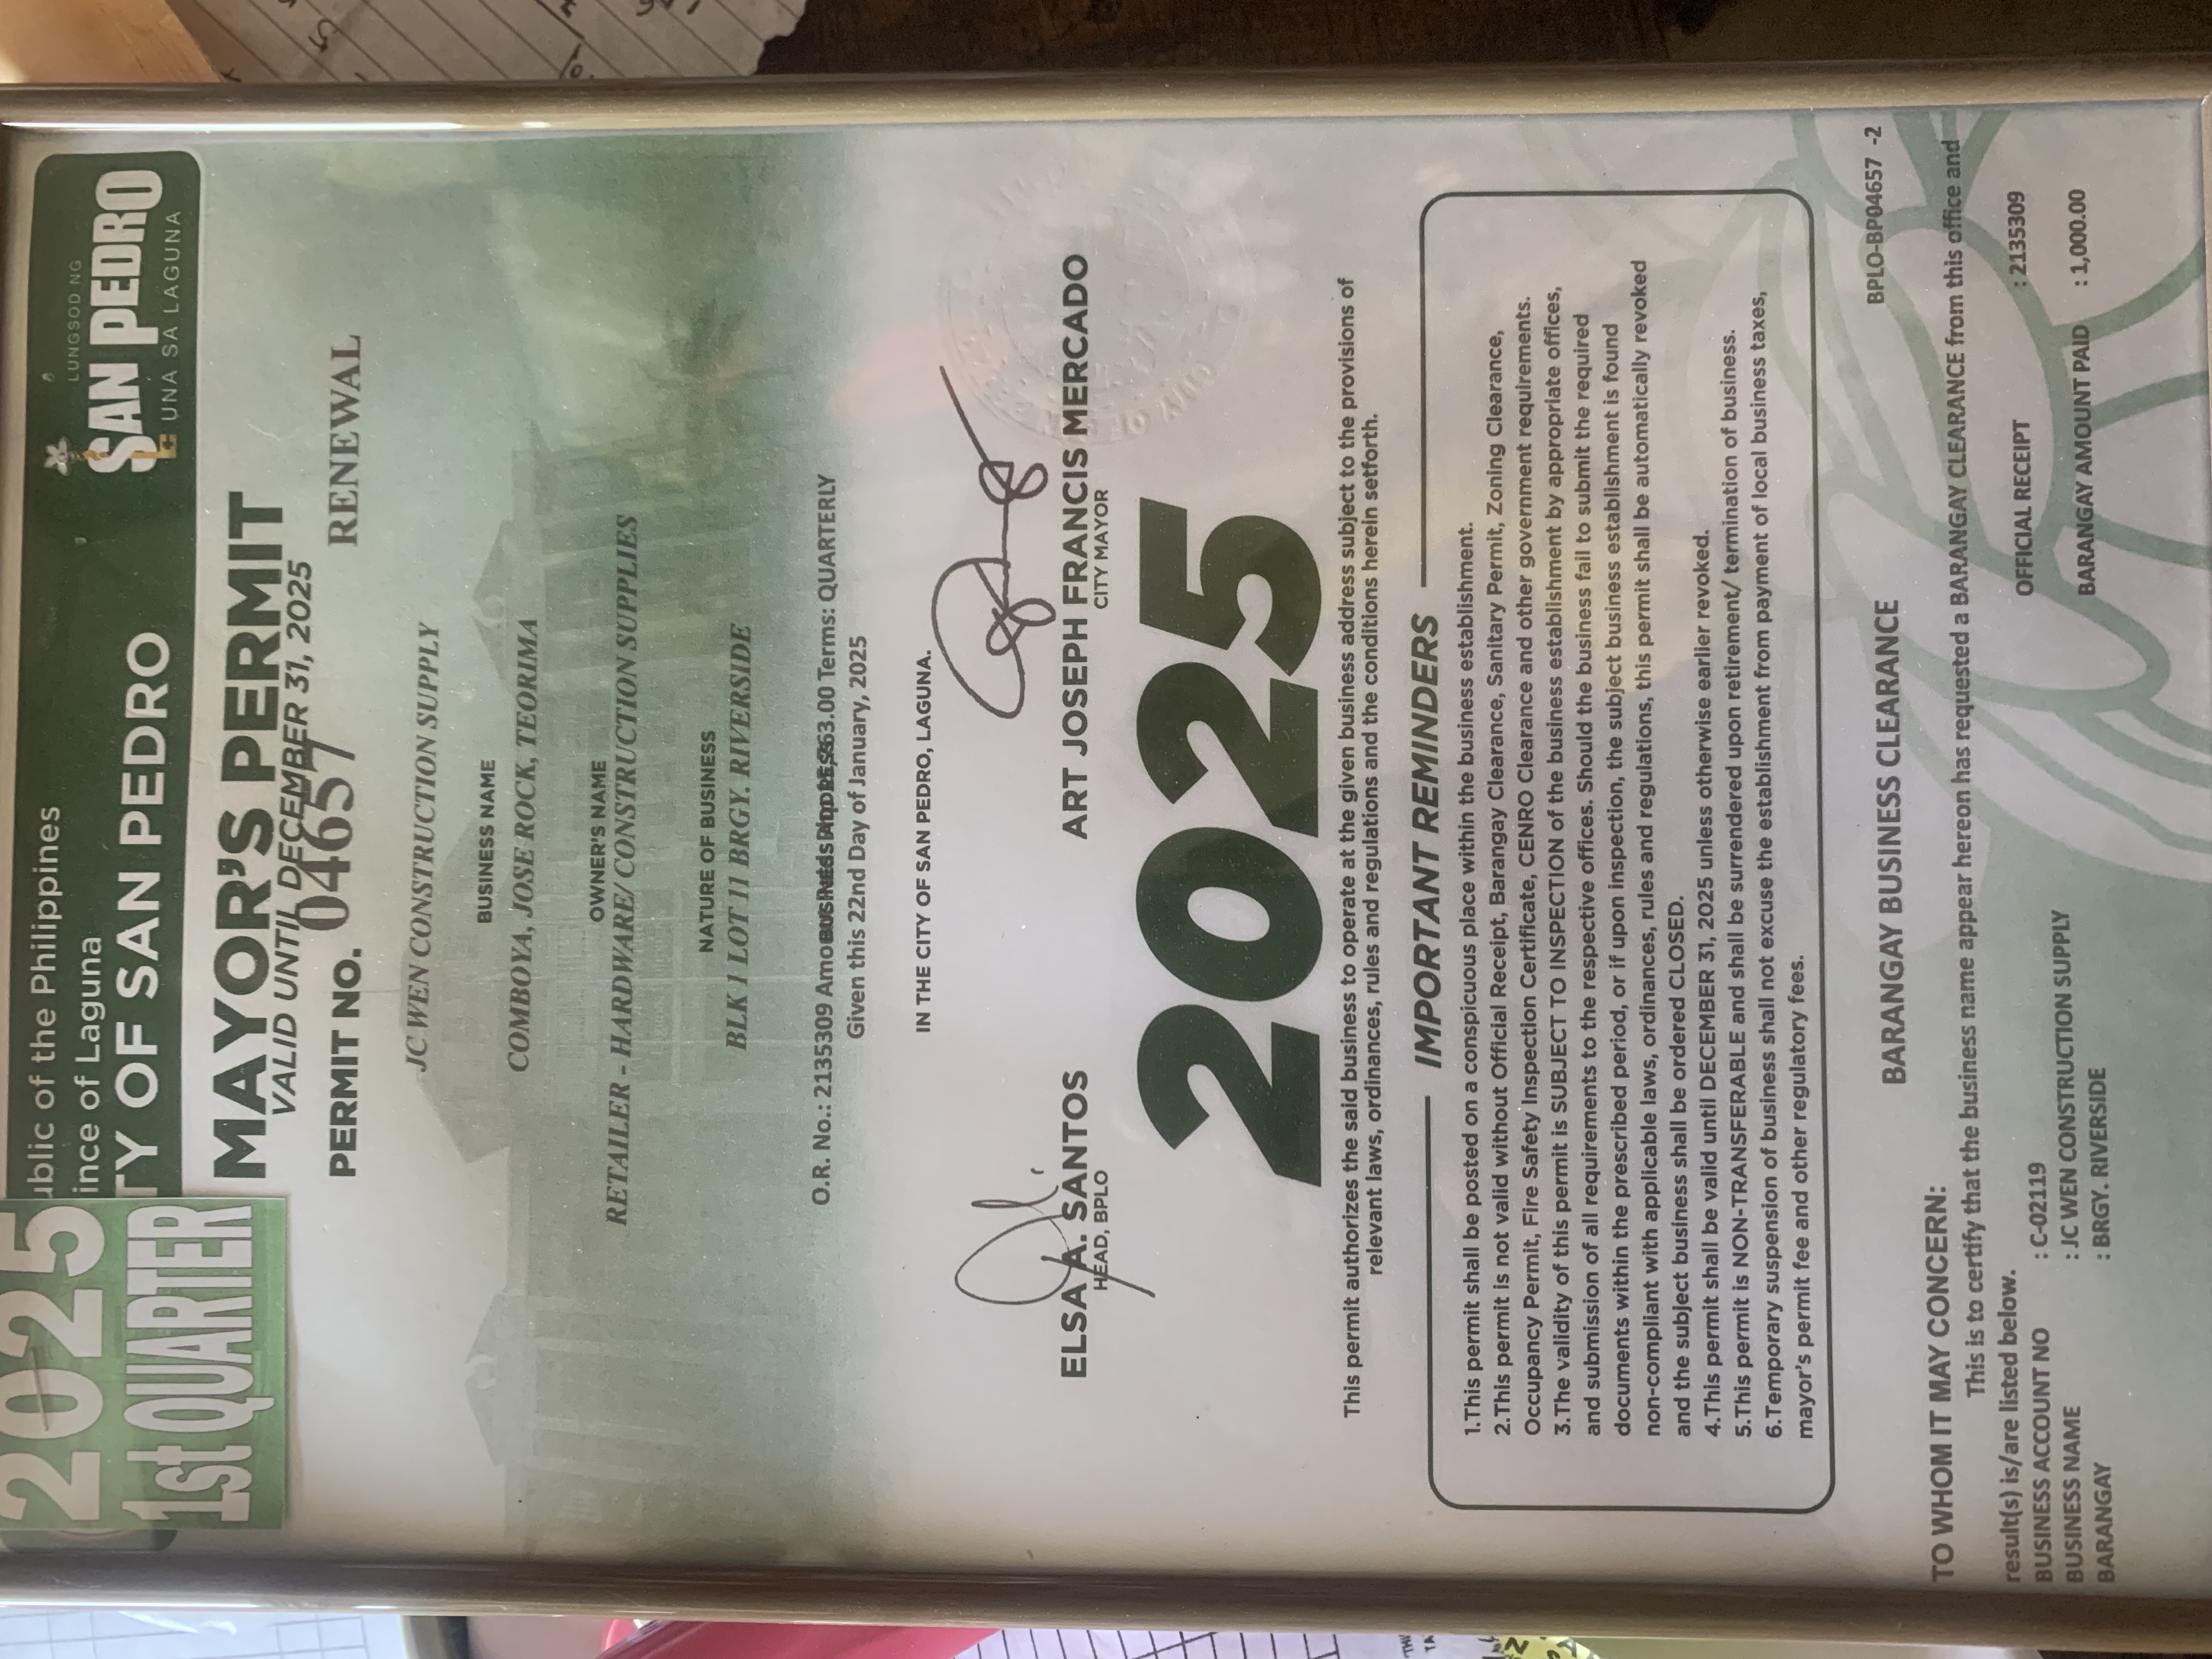 2025
1st QUARTER
ublic of the Philippines
ince of Laguna
TY OF SAN PEDRO
LUNGSOD NG
SAN PEDRO
UNA SA LAGUNA
MAYOR'S PERMIT
VALID UNTIL DECEMBER 31, 2025
PERMIT NO. 04657
RENEWAL
JC WEN CONSTRUCTION SUPPLY
BUSINESS NAME
COMBOYA, JOSE ROCK, TEORIMA
OWNER'S NAME
RETAILER - HARDWARE/ CONSTRUCTION SUPPLIES
NATURE OF BUSINESS
BLK 1 LOT 11 BRGY. RIVERSIDE
O.R. No.: 2135309 63.00 Terms: QUARTERLY
Given this 22nd Day of January, 2025
IN THE CITY OF SAN PEDRO, LAGUNA.
ELSA A. SANTOS
HEAD, BPLO
ART JOSEPH FRANCIS MERCADO
CITY MAYOR
2025
This permit authorizes the said business to operate at the given business address subject to the provisions of
relevant laws, ordinances, rules and regulations and the conditions herein setforth.
IMPORTANT REMINDERS
1.This permit shall be posted on a conspicuous place within the business establishment.
2.This permit is not valid without Official Receipt, Barangay Clearance, Sanitary Permit, Zoning Clearance,
Occupancy Permit, Fire Safety Inspection Certificate, CENRO Clearance and other government requirements.
3.The validity of this permit is SUBJECT TO INSPECTION of the business establishment by appropriate offices,
and submission of all requirements to the respective offices. Should the business fail to submit the required
documents within the prescribed period, or if upon inspection, the subject business establishment is found
non-compliant with applicable laws, ordinances, rules and regulations, this permit shall be automatically revoked
and the subject business shall be ordered CLOSED.
4.This permit shall be valid until DECEMBER 31, 2025 unless otherwise earlier revoked.
5.This permit is NON-TRANSFERABLE and shall be surrendered upon retirement/ termination of business.
6.Temporary suspension of business shall not excuse the establishment from payment of local business taxes,
mayor's permit fee and other regulatory fees.
BPLO-BP04657 -2
BARANGAY BUSINESS CLEARANCE
TO WHOM IT MAY CONCERN:
This is to certify that the business name appear hereon has requested a BARANGAY CLEARANCE from this office and
result(s) is/are listed below.
BUSINESS ACCOUNT NO : C-02119
OFFICIAL RECEIPT : 2135309
BUSINESS NAME : JC WEN CONSTRUCTION SUPPLY
BARANGAY AMOUNT PAID : 1,000.00
BARANGAY : BRGY. RIVERSIDE